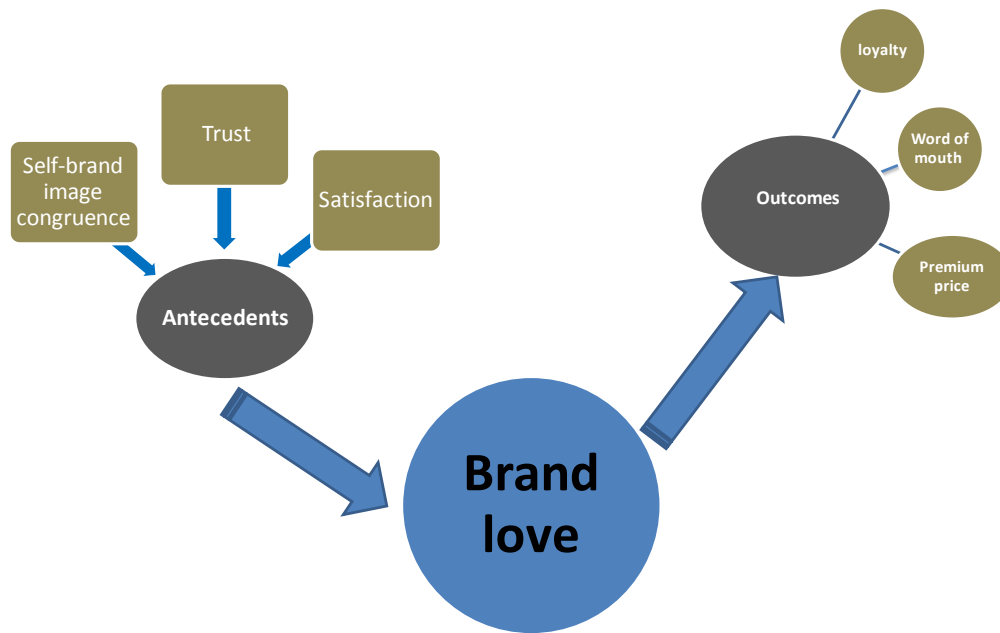 Self-brand
image
congruence
Trust
Satisfaction
Antecedents
Brand
love
Outcomes
loyalty
Word of
mouth
Premium
price